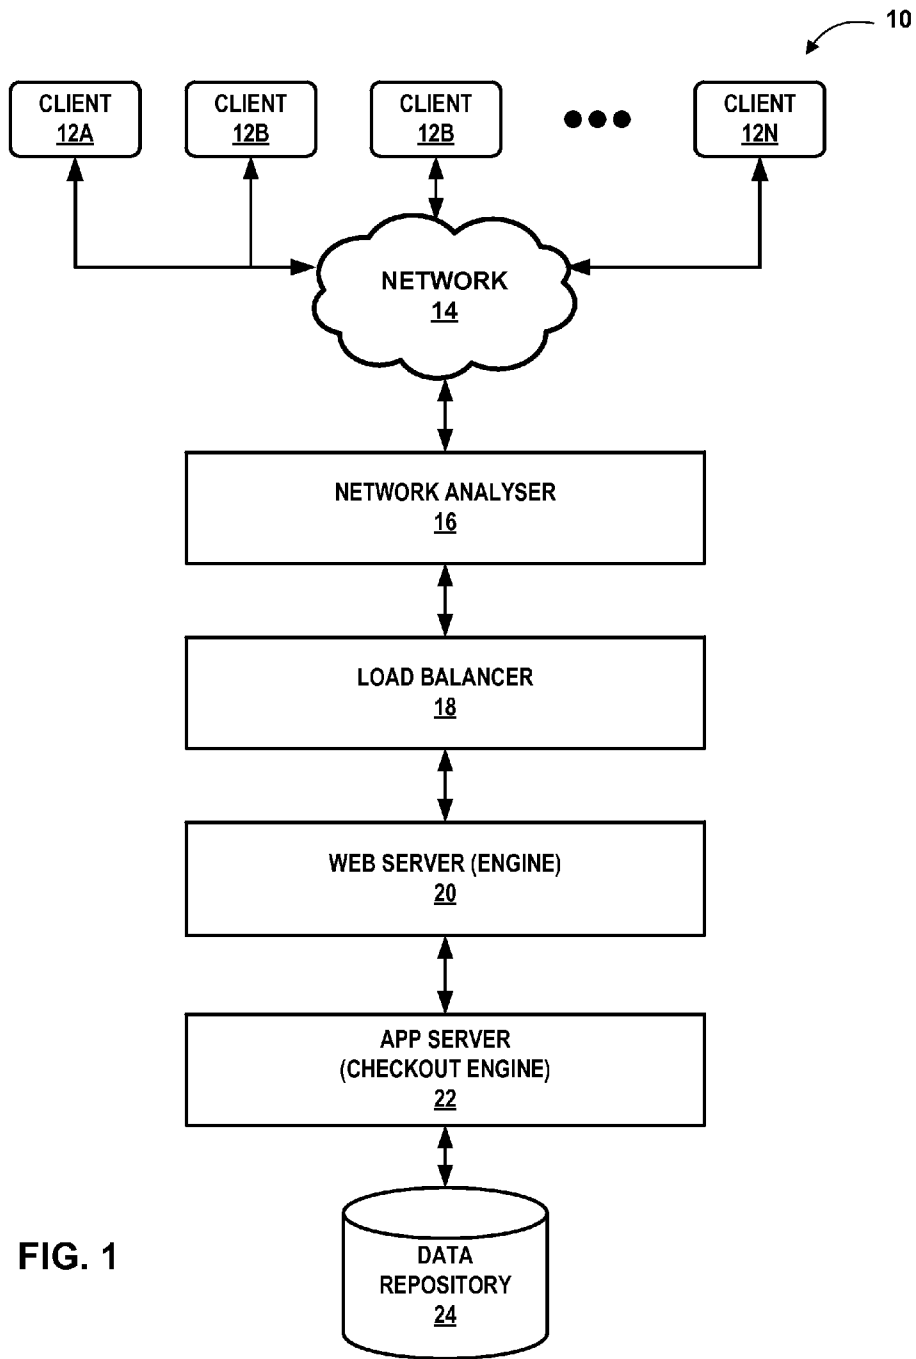 10
CLIENT
12A
CLIENT
12B
CLIENT
12B
CLIENT
12N
NETWORK
14
NETWORK ANALYSER
16
LOAD BALANCER
18
WEB SERVER (ENGINE)
20
APP SERVER
(CHECKOUT ENGINE)
22
DATA
REPOSITORY
24
FIG. 1